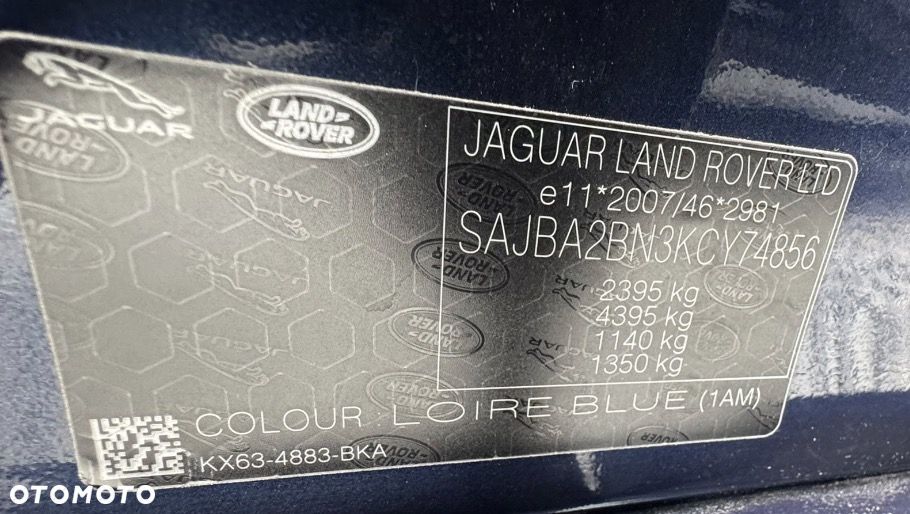 JAGUAR
LAND ROVER
JAGUAR LAND ROVER LTD
e11*2007/46*2981
SAJBA2BN3KCY74856
2395 kg
4395 kg
1140 kg
1350 kg
COLOUR : LOIRE BLUE (1AM)
KX63-4883-BKA
OTOMOTO